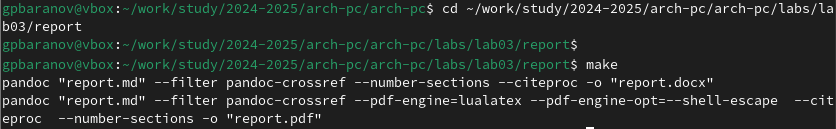 gpbaranov@vbox:~/work/study/2024-2025/arch-pc/arch-pc$ cd ~/work/study/2024-2025/arch-pc/arch-pc/labs/la
b03/report
gpbaranov@vbox:~/work/study/2024-2025/arch-pc/arch-pc/labs/lab03/report$
gpbaranov@vbox:~/work/study/2024-2025/arch-pc/arch-pc/labs/lab03/report$ make
pandoc "report.md" --filter pandoc-crossref --number-sections --citeproc -o "report.docx"
pandoc "report.md" --filter pandoc-crossref --pdf-engine=lualatex --pdf-engine-opt=--shell-escape  --cit
eproc  --number-sections -o "report.pdf"